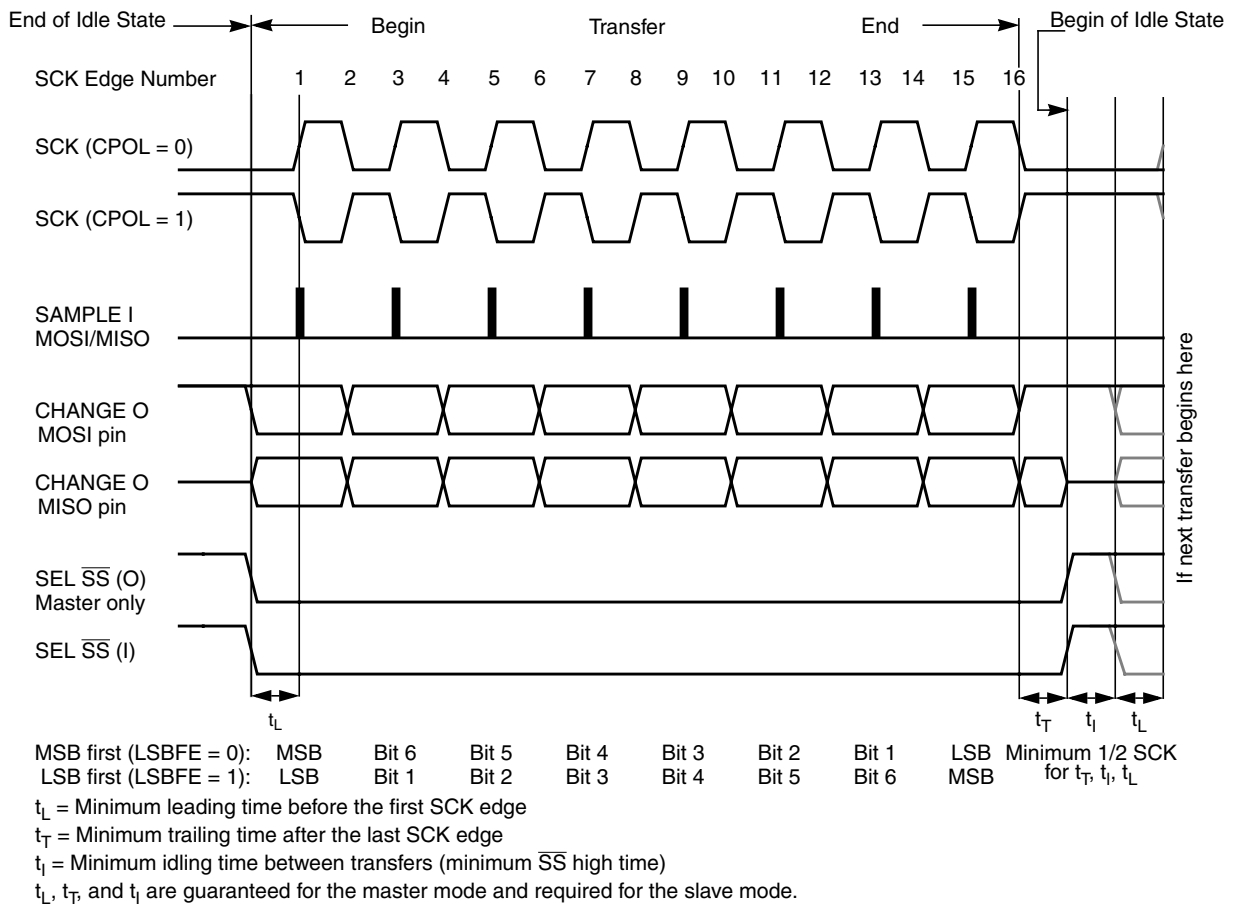 End of Idle State Begin Transfer End Begin of Idle State
SCK Edge Number 1 2 3 4 5 6 7 8 9 10 11 12 13 14 15 16
SCK (CPOL = 0)
SCK (CPOL = 1)
SAMPLE I
MOSI/MISO
CHANGE O
MOSI pin
CHANGE O
MISO pin
SEL S̅S̅ (O)
Master only
SEL S̅S̅ (I)
If next transfer begins here
tL tT tI tL
MSB first (LSBFE = 0): MSB Bit 6 Bit 5 Bit 4 Bit 3 Bit 2 Bit 1 LSB Minimum 1/2 SCK
LSB first (LSBFE = 1): LSB Bit 1 Bit 2 Bit 3 Bit 4 Bit 5 Bit 6 MSB for tT, tI, tL
tL = Minimum leading time before the first SCK edge
tT = Minimum trailing time after the last SCK edge
tI = Minimum idling time between transfers (minimum S̅S̅ high time)
tL, tT, and tI are guaranteed for the master mode and required for the slave mode.